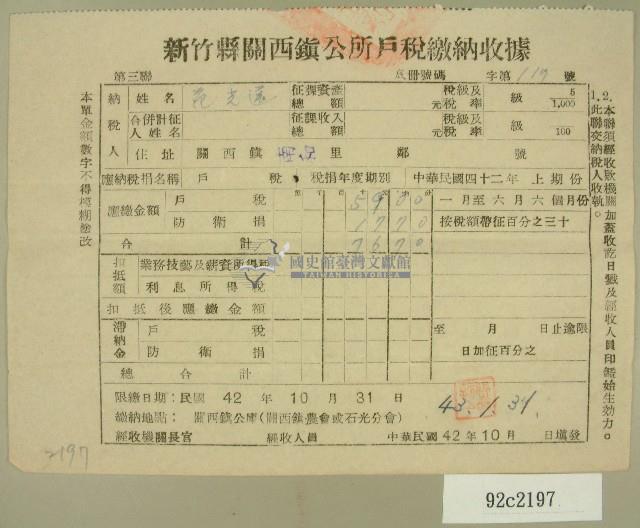 新竹縣關西鎮公所戶稅繳納收據
第三聯
底冊號碼 字第117號
納稅人
姓名
范光遠
征課資產總額 元
稅級及稅率 級 5/1,000
合併計征人姓名
征課收入總額 元
稅級及稅率 級 100
住址 關西鎮 里 鄰 號
應納稅捐名稱 戶稅
稅捐年度期別 中華民國四十二年上期份
應繳金額
戶稅 5900
一月至六月六個月份
防衛捐 1770
按稅額帶征百分之三十
合計 7670
扣抵額
業務技藝及薪資所得稅
利息所得稅
扣抵後應繳金額
滯納金
戶稅
至 月 日止逾限
防衛捐
日加征百分之
總合計
限繳日期：民國 42 年 10 月 31 日
43.1.31
繳納地點： 關西鎮公庫（關西鎮農會或石光分會）
經收機關長官 經收人員 中華民國 42 年 10 月 日填發
本單金額數字不得模糊塗改
1. 此聯交納稅人收執。
2. 本聯須經收款機關加蓋收訖日戳及經收人員印鑑始生効力。
國史館臺灣文獻館
TAIWAN HISTORICA
2197
92c2197